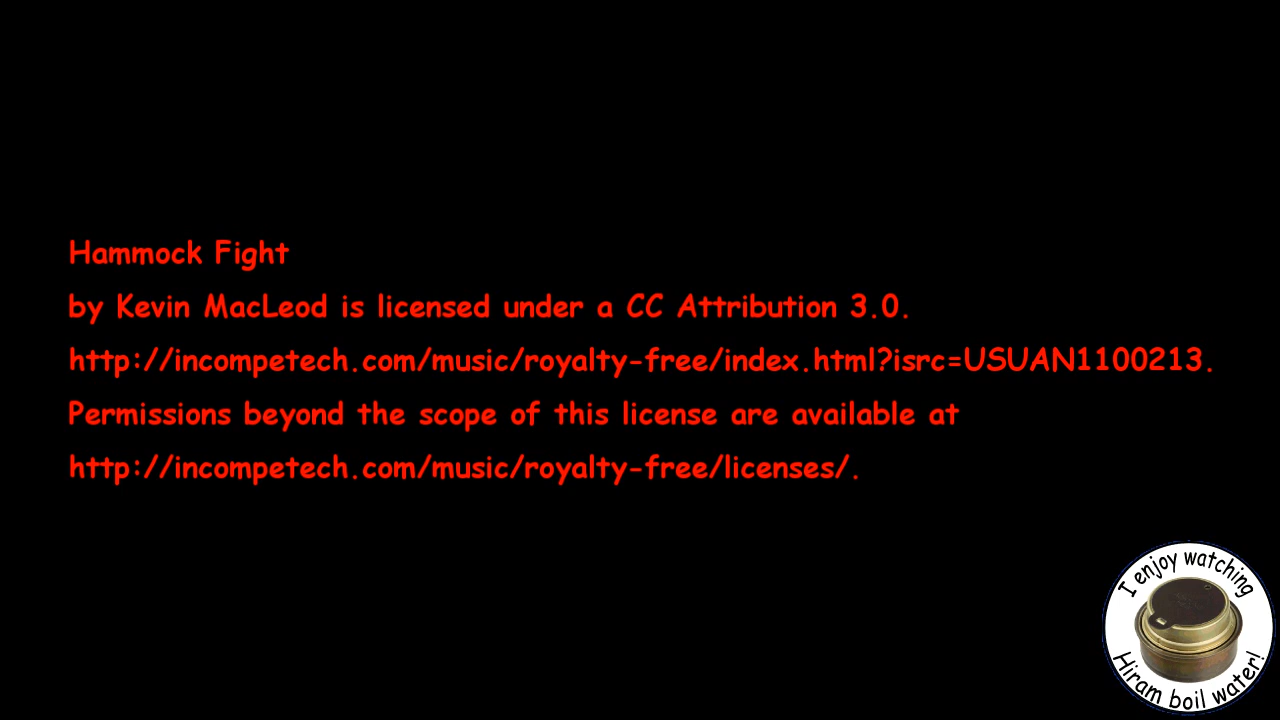 Hammock Fight
by Kevin MacLeod is licensed under a CC Attribution 3.0.
http://incompetech.com/music/royalty-free/index.html?isrc=USUAN1100213.
Permissions beyond the scope of this license are available at
http://incompetech.com/music/royalty-free/licenses/.
I enjoy watching
Hiram boil water!